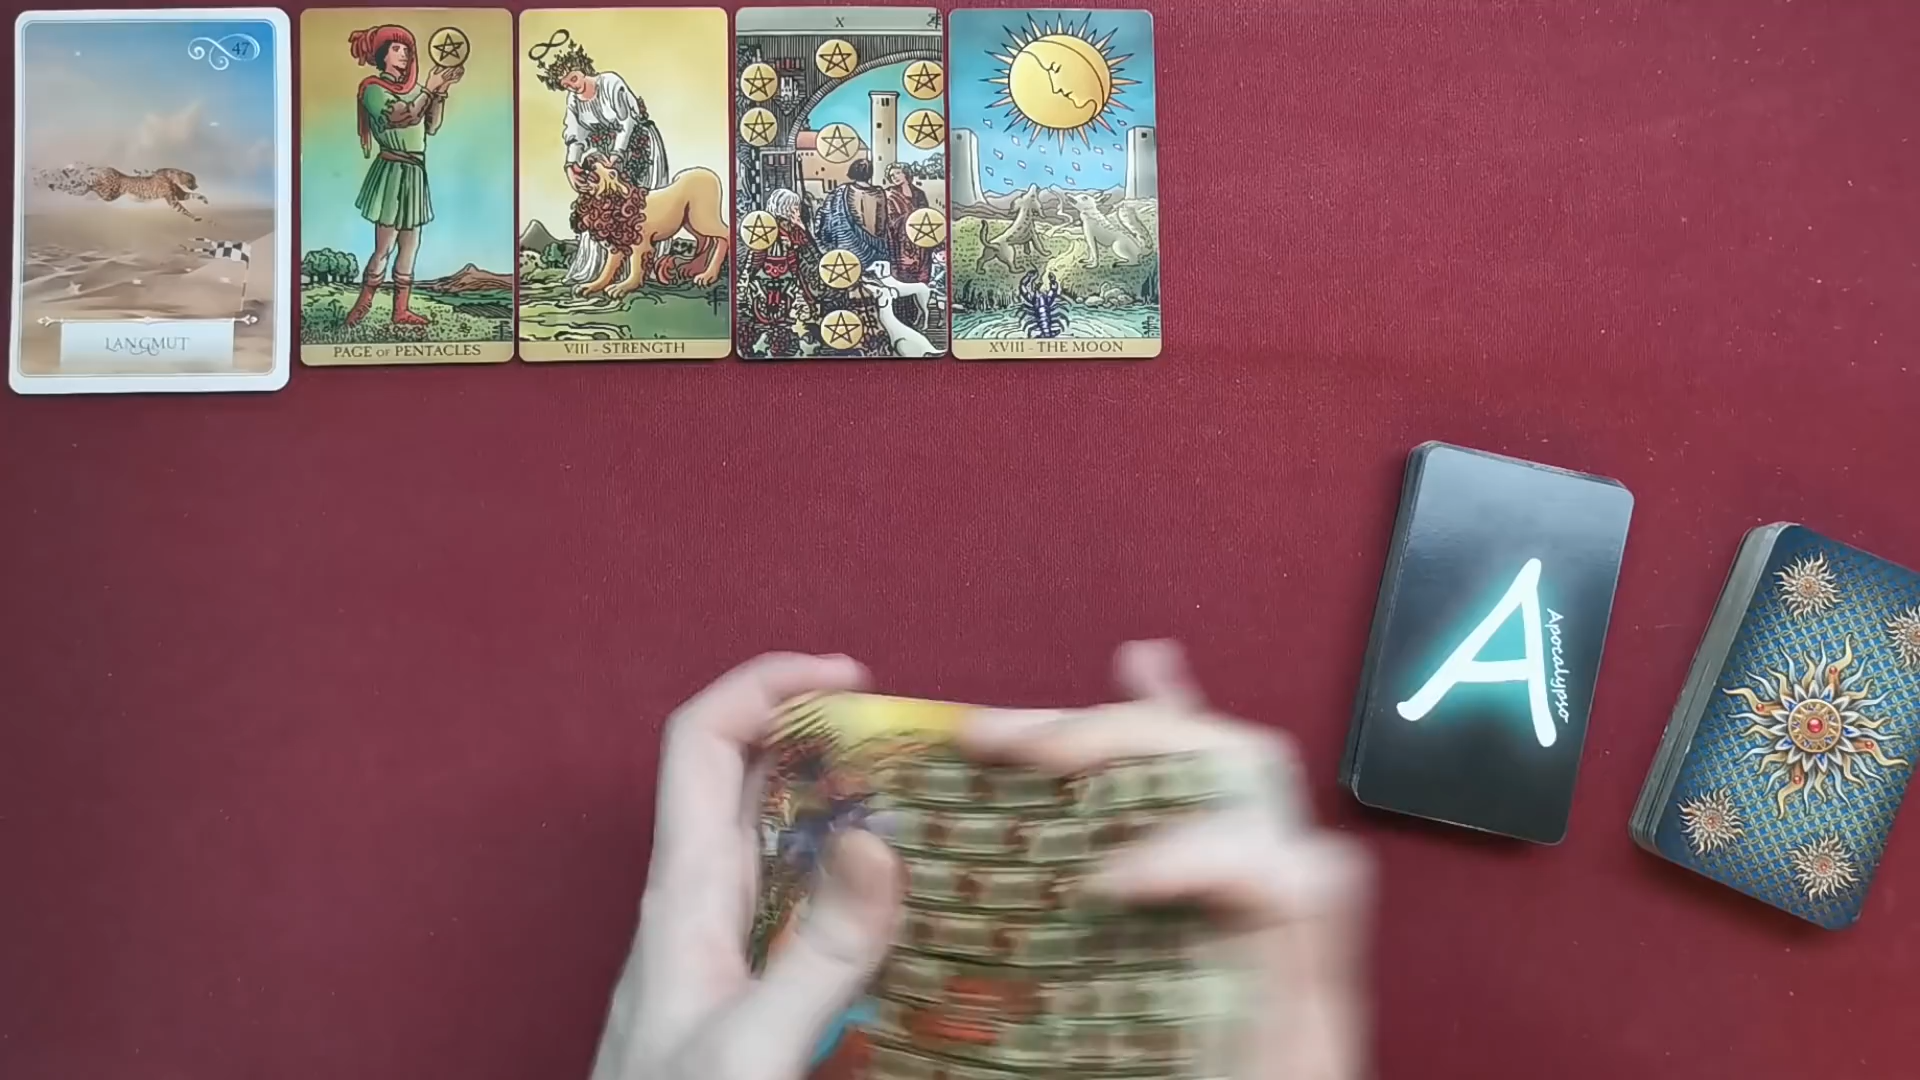 47
LANGMUT
PAGE OF PENTACLES
VIII - STRENGTH
X
XVIII - THE MOON
A
Apocalypso